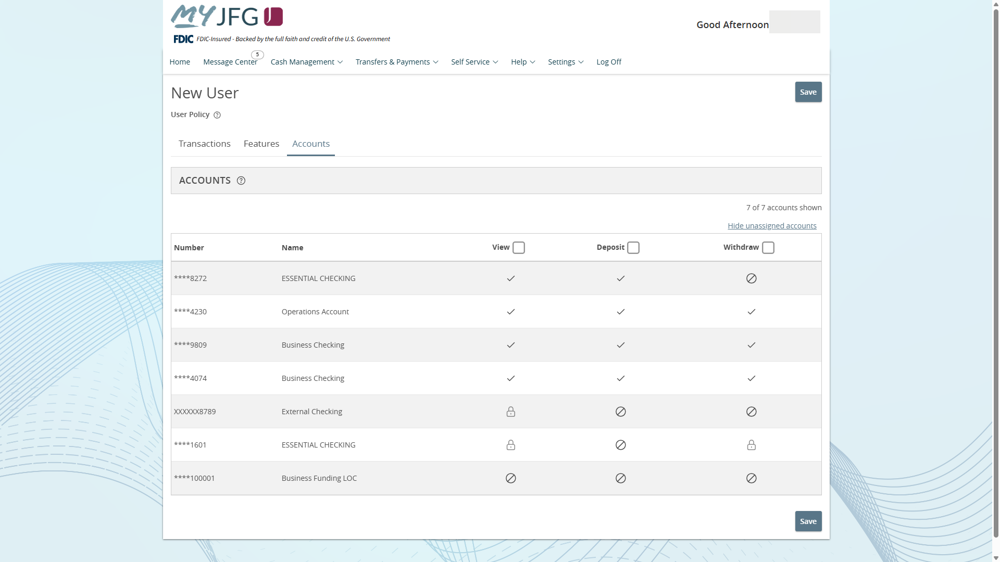 MY JFG
FDIC FDIC-Insured - Backed by the full faith and credit of the U.S. Government
Good Afternoon
5
Home Message Center Cash Management Transfers & Payments Self Service Help Settings Log Off
New User
Save
User Policy
Transactions Features Accounts
ACCOUNTS
7 of 7 accounts shown
Hide unassigned accounts
Number Name View Deposit Withdraw
****8272 ESSENTIAL CHECKING
****4230 Operations Account
****9809 Business Checking
****4074 Business Checking
XXXXXX8789 External Checking
****1601 ESSENTIAL CHECKING
****100001 Business Funding LOC
Save